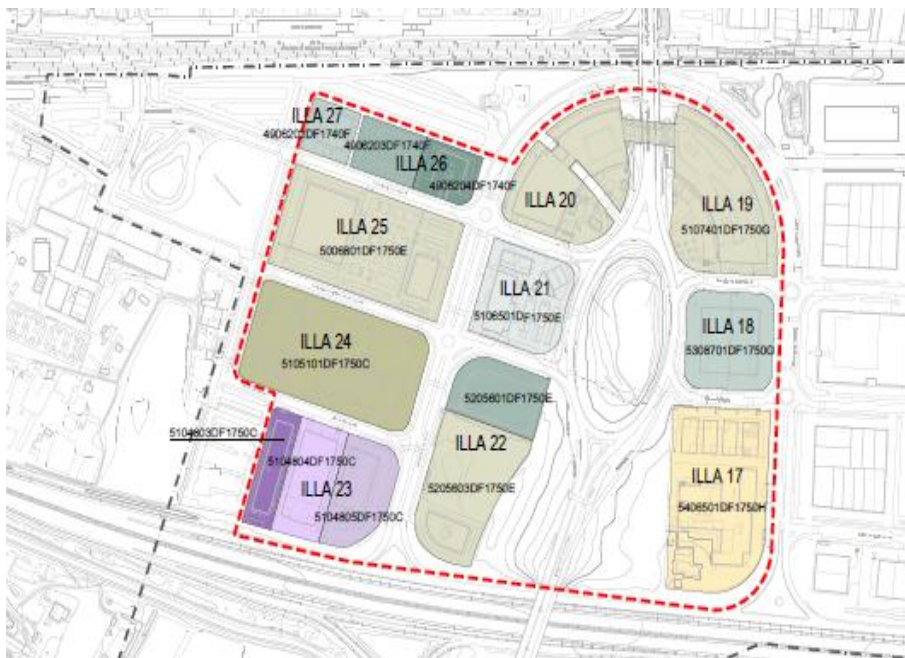 ILLA 27
4906202DF1740F
4906203DF1740F
ILLA 26
4906204DF1740F
ILLA 20
ILLA 19
5107401DF1750G
ILLA 25
5006801DF1750E
ILLA 21
5106501DF1750E
ILLA 18
5308701DF1750G
ILLA 24
5105101DF1750C
5205601DF1750E
5104803DF1750C
5104804DF1750C
ILLA 22
ILLA 17
ILLA 23
5205603DF1750E
5406501DF1750H
5104805DF1750C